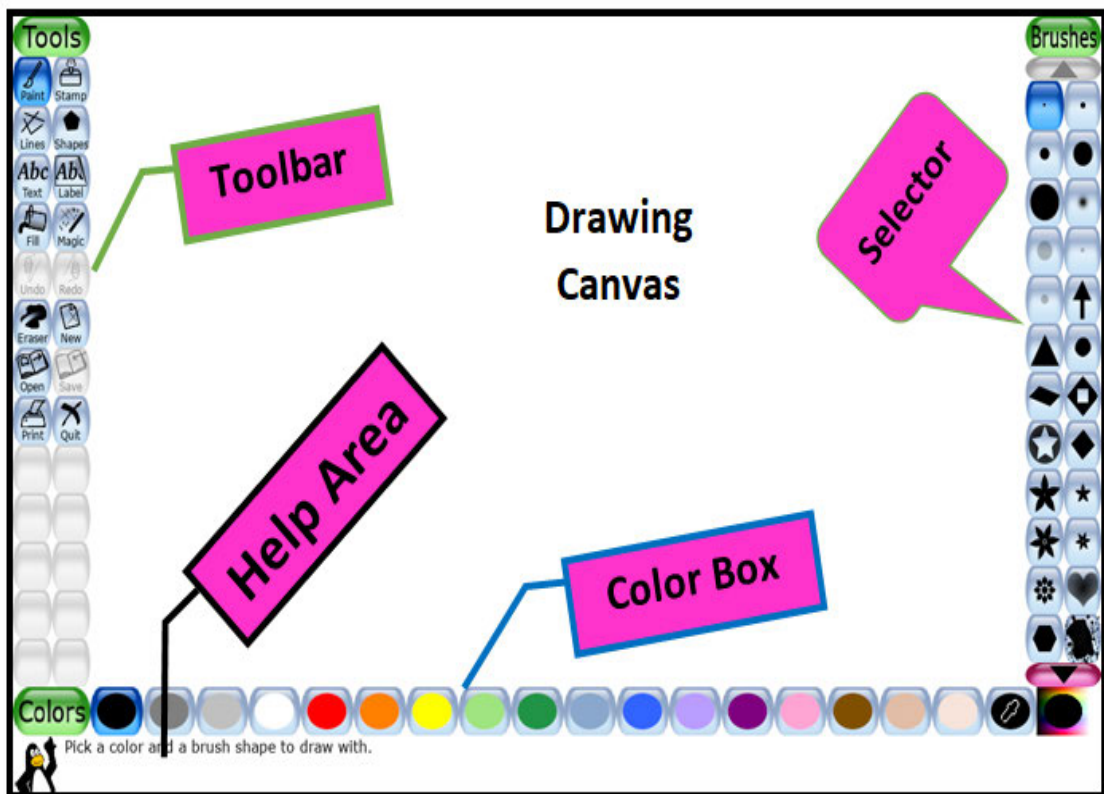 Tools
Brushes
Paint Stamp
Lines Shapes
Abc Abc
Text Label
Fill Magic
Undo Redo
Eraser New
Open Save
Print Quit
Toolbar
Drawing
Canvas
Selector
Help Area
Color Box
Colors
Pick a color and a brush shape to draw with.